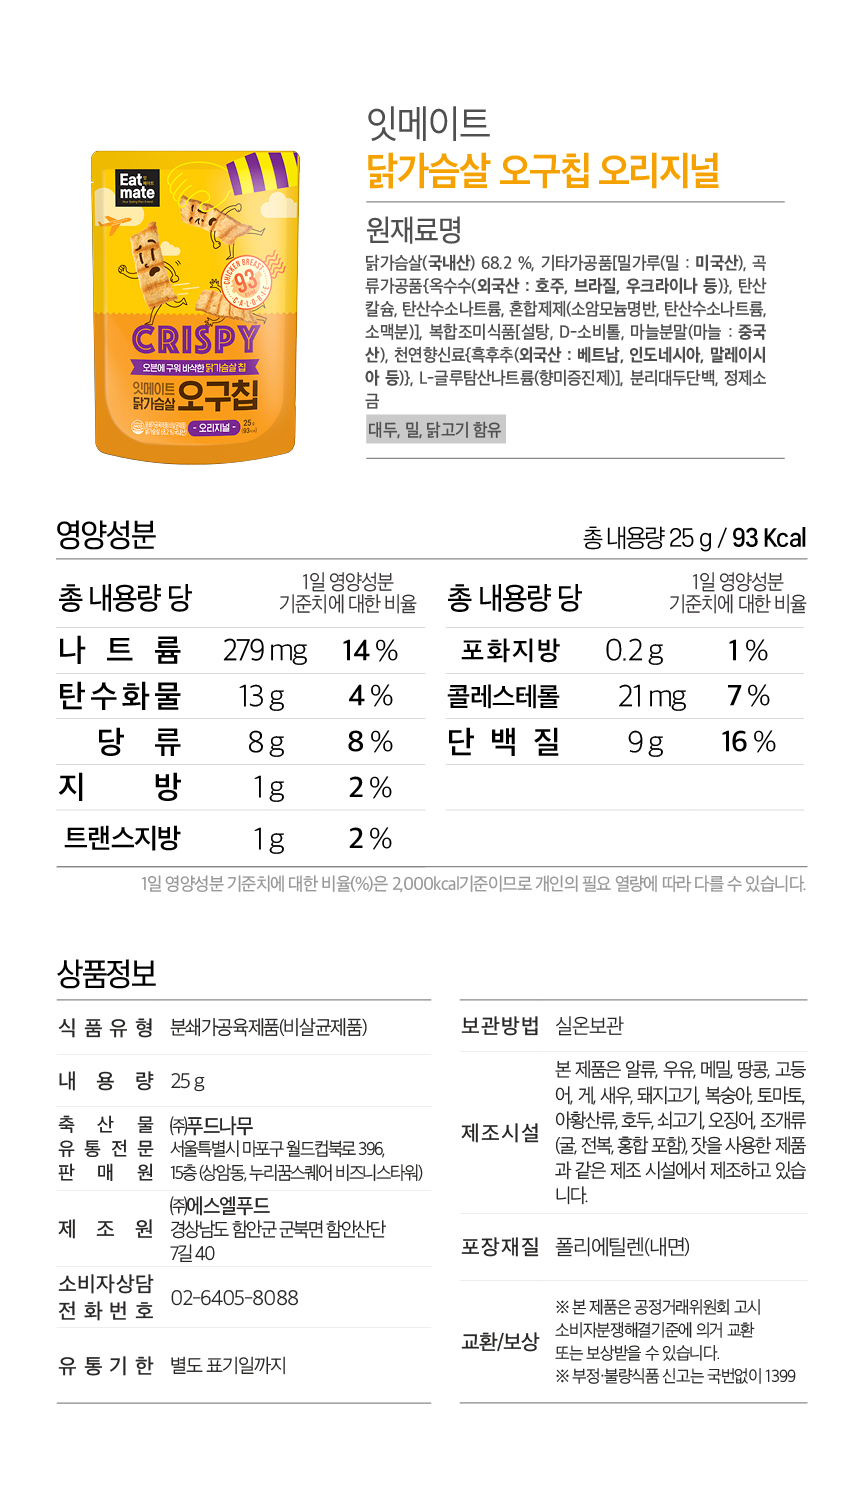 잇메이트
닭가슴살 오구칩 오리지널
Eat
mate
CHICKEN BREAST
93
CALORIE
CRISPY
오븐에 구워 바삭한 닭가슴살 칩
잇메이트
닭가슴살 오구칩
- 오리지널 -
25g
(93kcal)
원재료명
닭가슴살(국내산) 68.2 %, 기타가공품[밀가루(밀 : 미국산), 곡
류가공품{옥수수(외국산 : 호주, 브라질, 우크라이나 등)}, 탄산
칼슘, 탄산수소나트륨, 혼합제제(소암모늄명반, 탄산수소나트륨,
소맥분)], 복합조미식품[설탕, D-소비톨, 마늘분말(마늘 : 중국
산), 천연향신료{흑후추(외국산 : 베트남, 인도네시아, 말레이시
아 등)}, L-글루탐산나트륨(향미증진제)], 분리대두단백, 정제소
금
대두, 밀, 닭고기 함유
영양성분
총 내용량 25 g / 93 Kcal
총 내용량 당
1일 영양성분
기준치에 대한 비율
나트륨 279 mg 14 %
탄수화물 13 g 4 %
당류 8 g 8 %
지방 1 g 2 %
트랜스지방 1 g 2 %
총 내용량 당
1일 영양성분
기준치에 대한 비율
포화지방 0.2 g 1 %
콜레스테롤 21 mg 7 %
단백질 9 g 16 %
1일 영양성분 기준치에 대한 비율(%)은 2,000kcal기준이므로 개인의 필요 열량에 따라 다를 수 있습니다.
상품정보
식품유형 분쇄가공육제품(비살균제품)
내용량 25 g
축산물
유통전문
판매원
㈜푸드나무
서울특별시 마포구 월드컵북로 396,
15층 (상암동, 누리꿈스퀘어 비즈니스타워)
제조원
㈜에스엘푸드
경상남도 함안군 군북면 함안산단
7길 40
소비자상담
전화번호
02-6405-8088
유통기한 별도 표기일까지
보관방법 실온보관
제조시설
본 제품은 알류, 우유, 메밀, 땅콩, 고등
어, 게, 새우, 돼지고기, 복숭아, 토마토,
아황산류, 호두, 쇠고기, 오징어, 조개류
(굴, 전복, 홍합 포함), 잣을 사용한 제품
과 같은 제조 시설에서 제조하고 있습
니다.
포장재질 폴리에틸렌(내면)
교환/보상
※ 본 제품은 공정거래위원회 고시
소비자분쟁해결기준에 의거 교환
또는 보상받을 수 있습니다.
※ 부정·불량식품 신고는 국번없이 1399